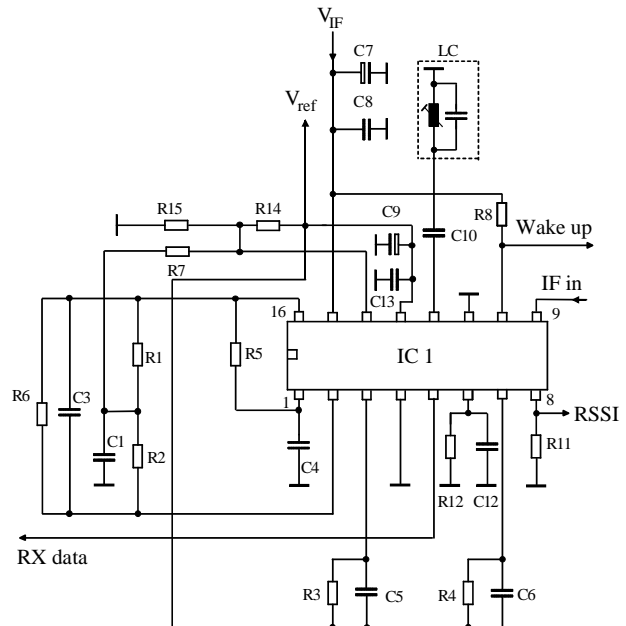 V_IF
C7
LC
C8
V_ref
R15
R14
C9
R8
C10
Wake up
R7
C13
IF in
16
9
R1
R5
IC 1
R6
C3
1
8
RSSI
C1
R2
C4
R11
R12
C12
RX data
R3
C5
R4
C6